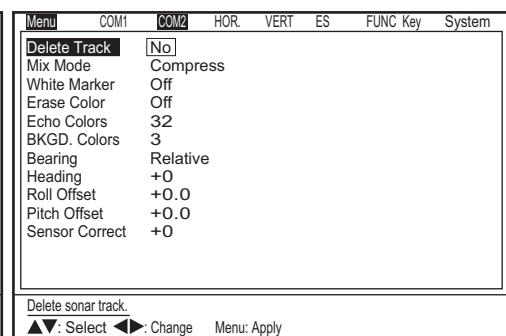 Menu COM1 COM2 HOR. VERT ES FUNC Key System
Delete Track No
Mix Mode Compress
White Marker Off
Erase Color Off
Echo Colors 32
BKGD. Colors 3
Bearing Relative
Heading +0
Roll Offset +0.0
Pitch Offset +0.0
Sensor Correct +0
Delete sonar track.
▲▼: Select ◀▶: Change Menu: Apply